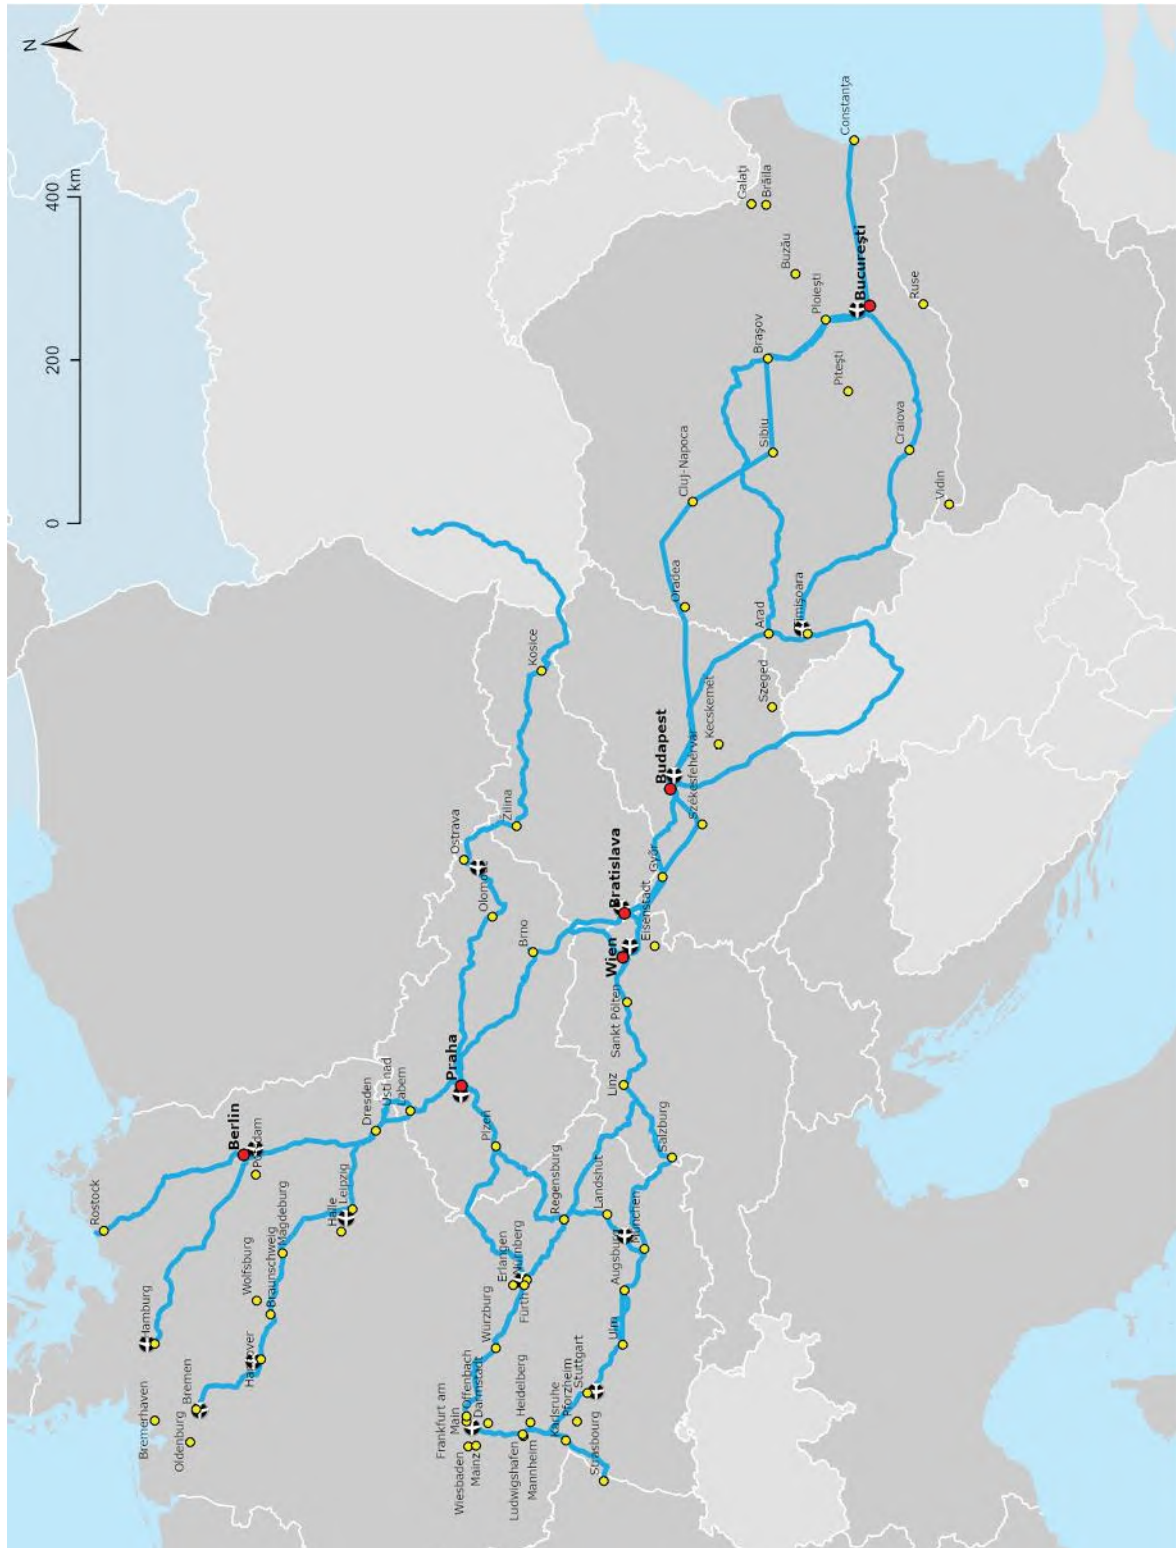 N
0
200
400
km
Rostock
Hamburg
Bremerhaven
Bremen
Oldenburg
Berlin
Potsdam
Wolfsburg
Hannover
Braunschweig
Magdeburg
Halle
Leipzig
Dresden
Ústí nad
Labem
Praha
Plzen
Ostrava
Olomouc
Žilina
Kosice
Brno
Frankfurt am
Main
Offenbach
Wiesbaden
Mainz
Darmstadt
Würzburg
Erlangen
Nürnberg
Fürth
Ludwigshafen
Mannheim
Heidelberg
Karlsruhe
Pforzheim
Stuttgart
Strasbourg
Regensburg
Landshut
Ulm
Augsburg
München
Salzburg
Linz
Sankt Pölten
Wien
Bratislava
Eisenstadt
Győr
Budapest
Székesfehérvár
Kecskemét
Szeged
Oradea
Cluj-Napoca
Arad
Timișoara
Sibiu
Brașov
Ploiești
Pitești
Buzău
Galați
Brăila
București
Constanța
Craiova
Vidin
Ruse